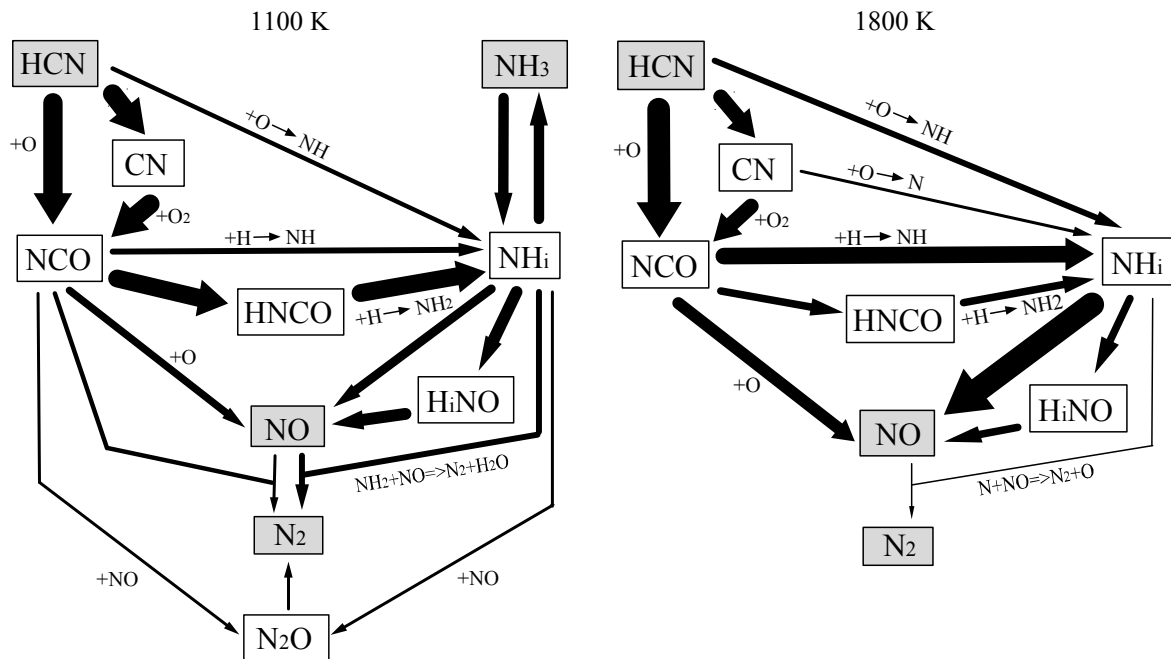 1100 K
HCN
NH₃
+O→NH
+O
CN
+O₂
NCO
+H→NH
NHᵢ
HNCO
+H→NH₂
+O
HᵢNO
NO
NH₂+NO=>N₂+H₂O
N₂
+NO
+NO
N₂O
1800 K
HCN
+O→NH
+O
CN
+O→N
+O₂
NCO
+H→NH
NHᵢ
HNCO
+H→NH2
+O
HᵢNO
NO
N+NO=>N₂+O
N₂